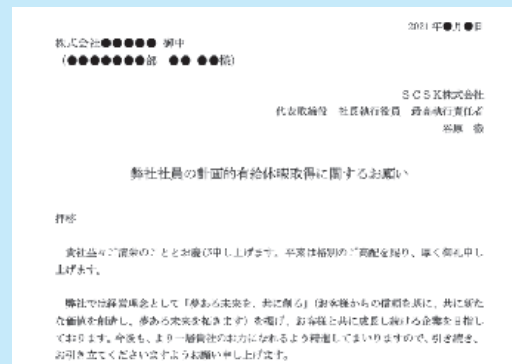 2021年●月●日
株式会社●●●●● 御中
(●●●●●●●部 ●● ●●様)
SCSK株式会社
代表取締役 社長執行役員 最高執行責任者
谷原 徹
弊社社員の計画的有給休暇取得に関するお願い
拝啓
貴社益々ご清栄のこととお慶び申し上げます。平素は格別のご高配を賜り、厚く御礼申し
上げます。
弊社では経営理念として「夢ある未来を、共に創る」(お客様からの信頼を基に、共に新た
な価値を創造し、夢ある未来を拓きます)を掲げ、お客様と共に成長し続ける企業を目指し
ております。今後も、より一層貴社のお力になれるよう精進してまいりますので、引き続き、
お引き立てくださいますようお願い申し上げます。